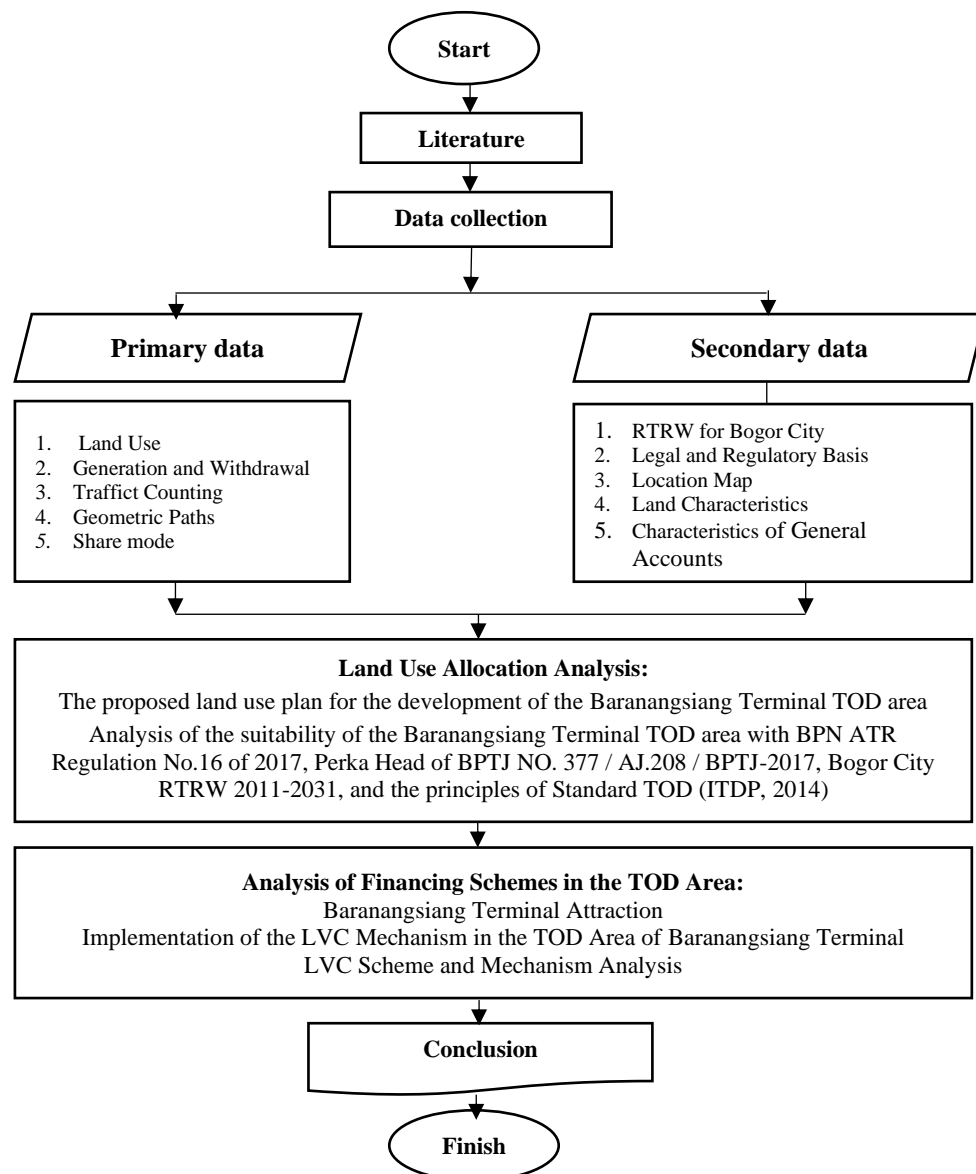 Start
Literature
Data collection
Primary data
Secondary data
1. Land Use
2. Generation and Withdrawal
3. Traffict Counting
4. Geometric Paths
5. Share mode
1. RTRW for Bogor City
2. Legal and Regulatory Basis
3. Location Map
4. Land Characteristics
5. Characteristics of General
Accounts
Land Use Allocation Analysis:
The proposed land use plan for the development of the Baranangsiang Terminal TOD area
Analysis of the suitability of the Baranangsiang Terminal TOD area with BPN ATR
Regulation No.16 of 2017, Perka Head of BPTJ NO. 377 / AJ.208 / BPTJ-2017, Bogor City
RTRW 2011-2031, and the principles of Standard TOD (ITDP, 2014)
Analysis of Financing Schemes in the TOD Area:
Baranangsiang Terminal Attraction
Implementation of the LVC Mechanism in the TOD Area of Baranangsiang Terminal
LVC Scheme and Mechanism Analysis
Conclusion
Finish